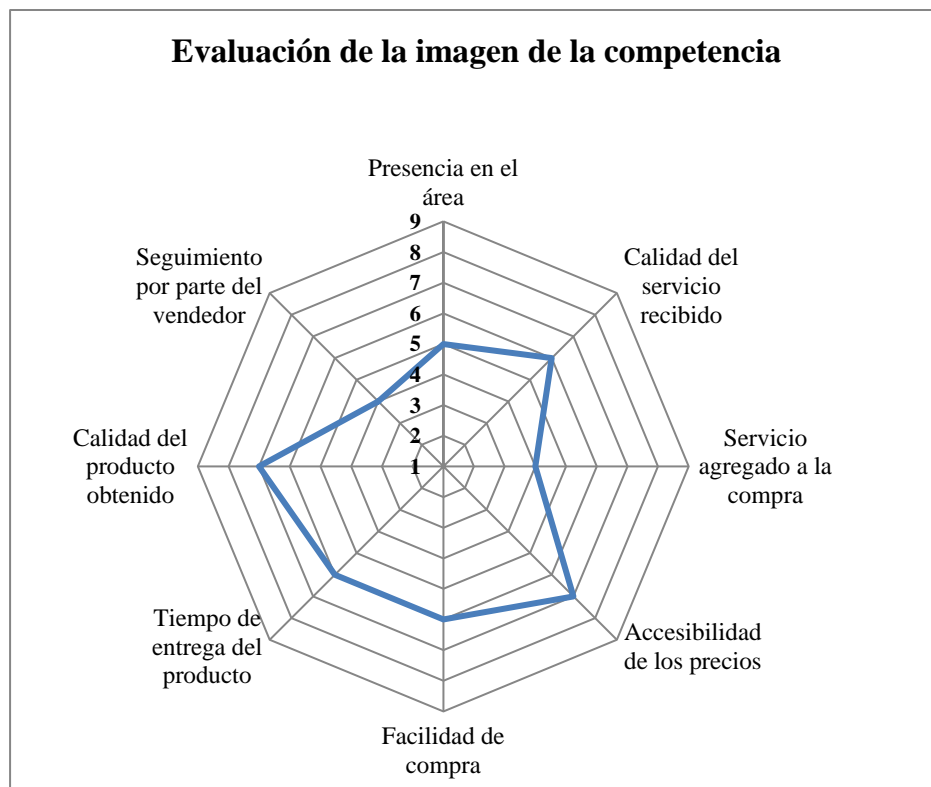 Evaluación de la imagen de la competencia
Presencia en el
área
Calidad del
servicio
recibido
Servicio
agregado a la
compra
Accesibilidad
de los precios
Facilidad de
compra
Tiempo de
entrega del
producto
Calidad del
producto
obtenido
Seguimiento
por parte del
vendedor
9
8
7
6
5
4
3
2
1